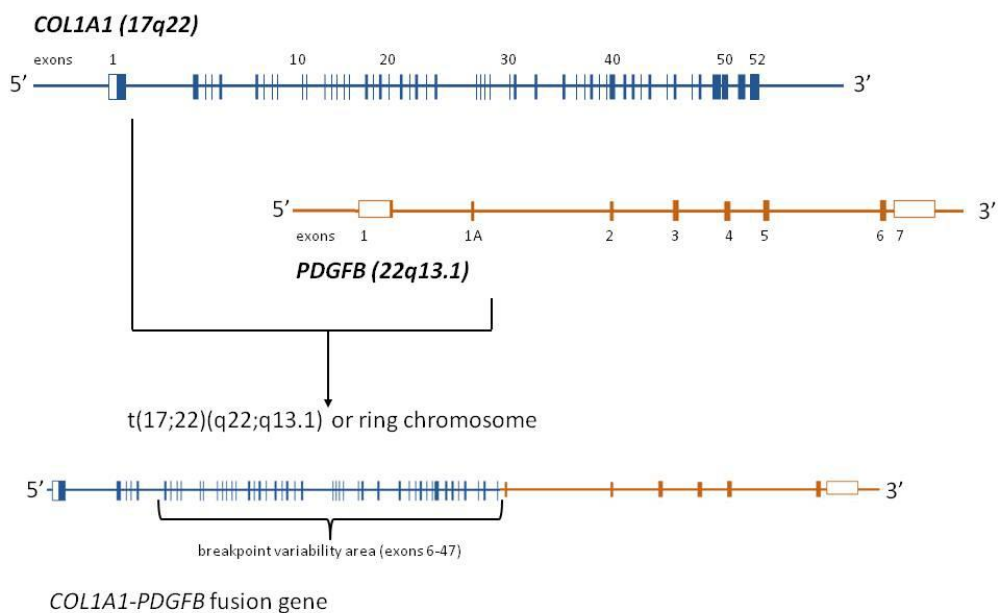 COL1A1 (17q22)
exons 1 10 20 30 40 50 52
5’ 3’
5’ 3’
exons 1 1A 2 3 4 5 6 7
PDGFB (22q13.1)
t(17;22)(q22;q13.1) or ring chromosome
5’ 3’
breakpoint variability area (exons 6-47)
COL1A1-PDGFB fusion gene